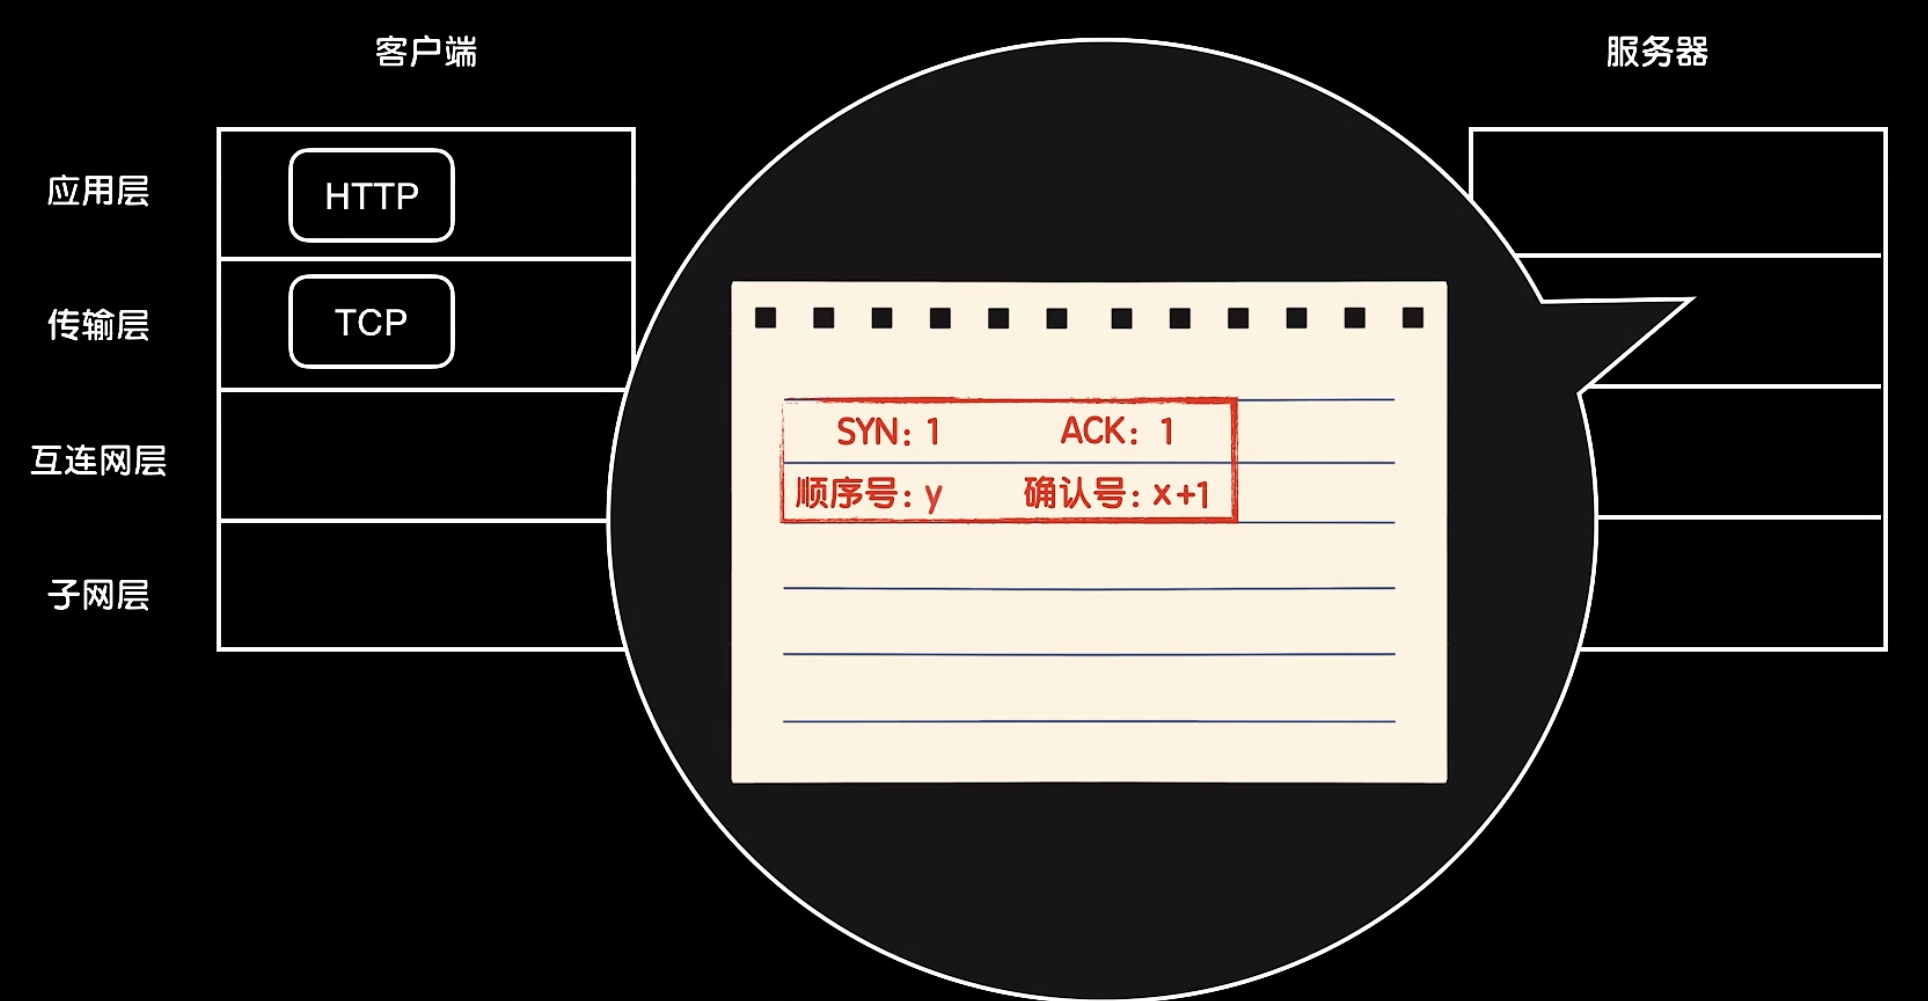 客户端
服务器
应用层
HTTP
传输层
TCP
互连网层
子网层
SYN: 1 ACK: 1
顺序号: y 确认号: x+1